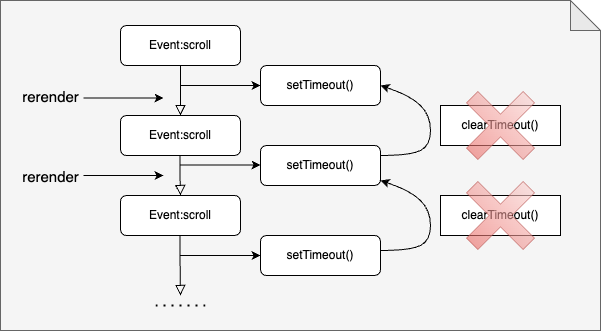 Event:scroll
setTimeout()
rerender
clearTimeout()
Event:scroll
setTimeout()
rerender
clearTimeout()
Event:scroll
setTimeout()
.......